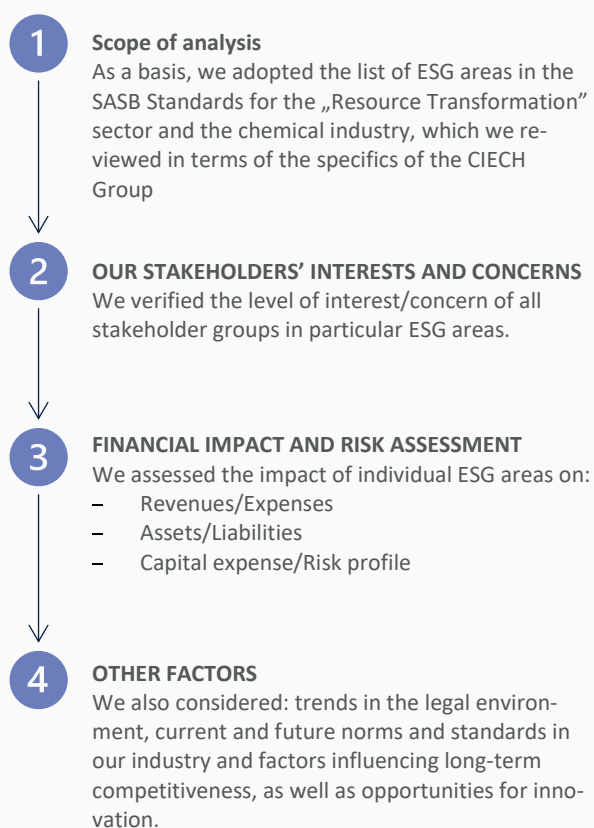 1
Scope of analysis
As a basis, we adopted the list of ESG areas in the
SASB Standards for the „Resource Transformation”
sector and the chemical industry, which we re-
viewed in terms of the specifics of the CIECH
Group
2
OUR STAKEHOLDERS’ INTERESTS AND CONCERNS
We verified the level of interest/concern of all
stakeholder groups in particular ESG areas.
3
FINANCIAL IMPACT AND RISK ASSESSMENT
We assessed the impact of individual ESG areas on:
– Revenues/Expenses
– Assets/Liabilities
– Capital expense/Risk profile
4
OTHER FACTORS
We also considered: trends in the legal environ-
ment, current and future norms and standards in
our industry and factors influencing long-term
competitiveness, as well as opportunities for inno-
vation.